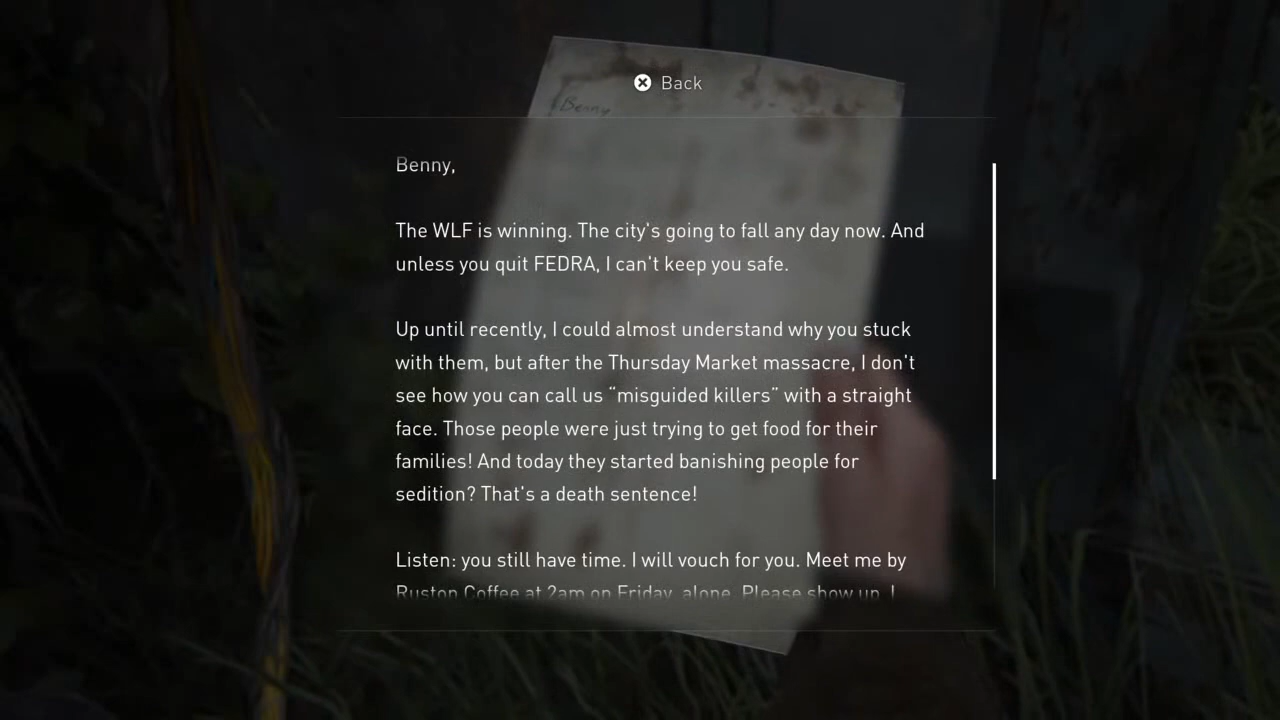 Back
Benny
Benny,
The WLF is winning. The city's going to fall any day now. And
unless you quit FEDRA, I can't keep you safe.
Up until recently, I could almost understand why you stuck
with them, but after the Thursday Market massacre, I don't
see how you can call us “misguided killers” with a straight
face. Those people were just trying to get food for their
families! And today they started banishing people for
sedition? That's a death sentence!
Listen: you still have time. I will vouch for you. Meet me by
Ruston Coffee at 2am on Friday, alone. Please show up. I